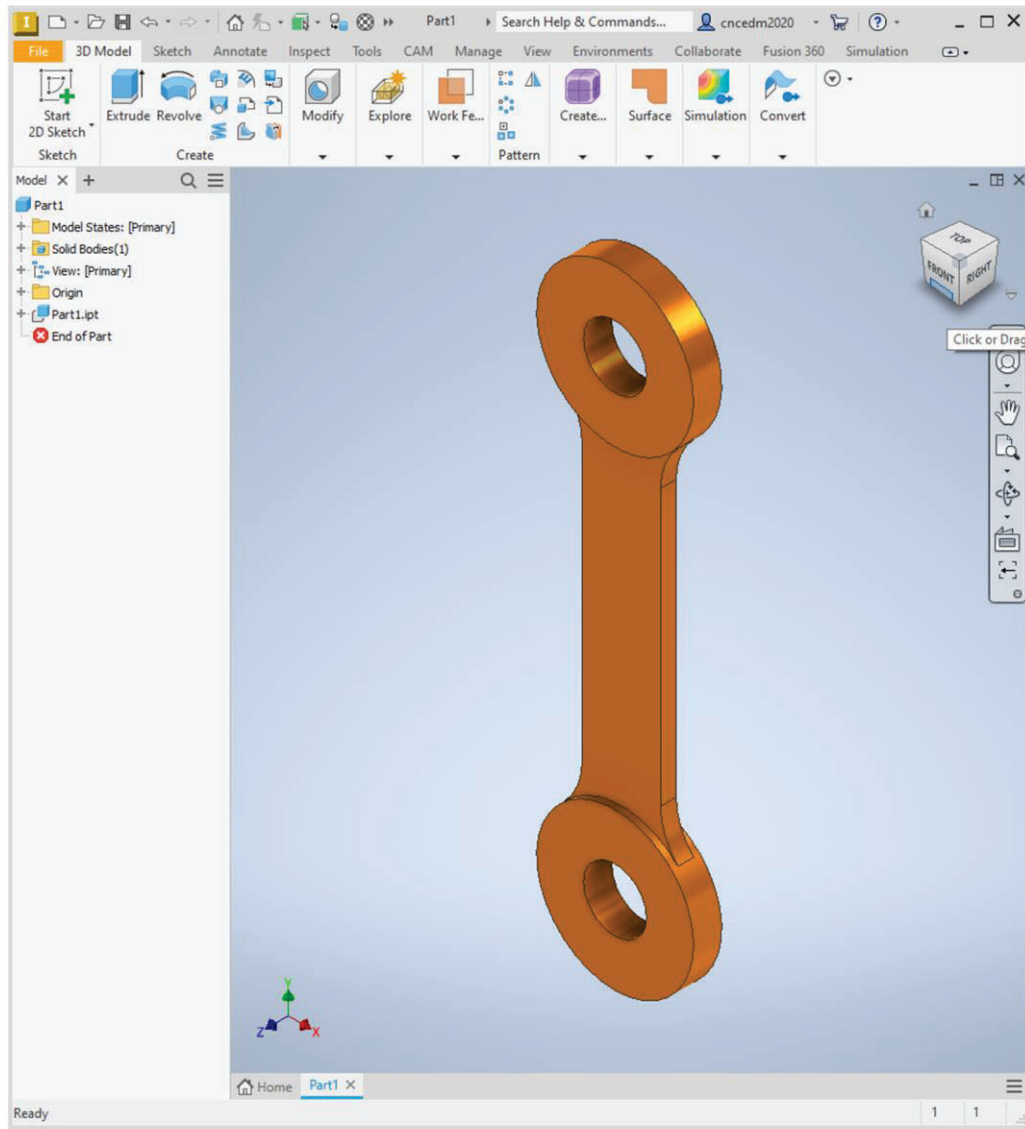 I
Part1
Search Help & Commands...
cncedm2020
?
File 3D Model Sketch Annotate Inspect Tools CAM Manage View Environments Collaborate Fusion 360 Simulation
Start
2D Sketch
Extrude Revolve
Modify
Explore
Work Fe...
Create...
Surface
Simulation
Convert
Sketch Create Pattern
Model
Part1
Model States: [Primary]
Solid Bodies(1)
View: [Primary]
Origin
Part1.ipt
End of Part
TOP
FRONT RIGHT
Click or Drag
Y
Z X
Home Part1
Ready
1 1